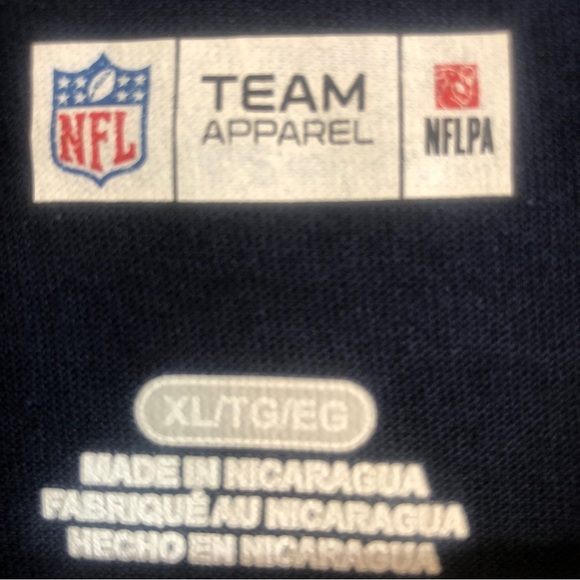 NFL
TEAM
APPAREL
NFLPA
XL/TG/EG
MADE IN NICARAGUA
FABRIQUÉ AU NICARAGUA
HECHO EN NICARAGUA